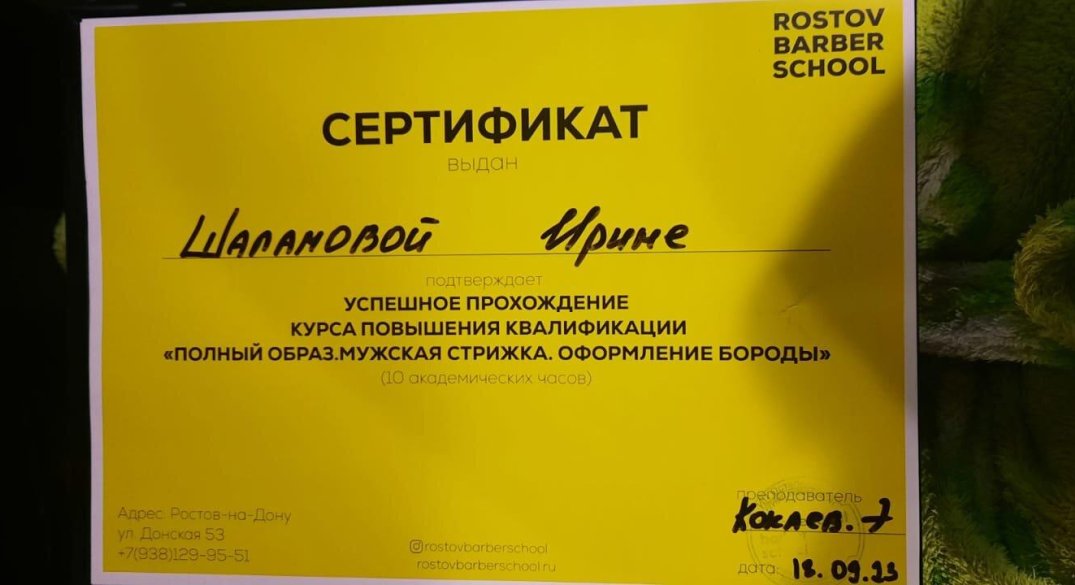 ROSTOV
BARBER
SCHOOL
СЕРТИФИКАТ
выдан
Шаламовой Ирине
подтверждает
УСПЕШНОЕ ПРОХОЖДЕНИЕ
КУРСА ПОВЫШЕНИЯ КВАЛИФИКАЦИИ
«ПОЛНЫЙ ОБРАЗ.МУЖСКАЯ СТРИЖКА. ОФОРМЛЕНИЕ БОРОДЫ»
(10 академических часов)
Адрес: Ростов-на-Дону
ул. Донская 53
+7(938)129-95-51
rostovbarberschool
rostovbarberschool.ru
преподаватель
Кокаев.
дата: 18.09.23